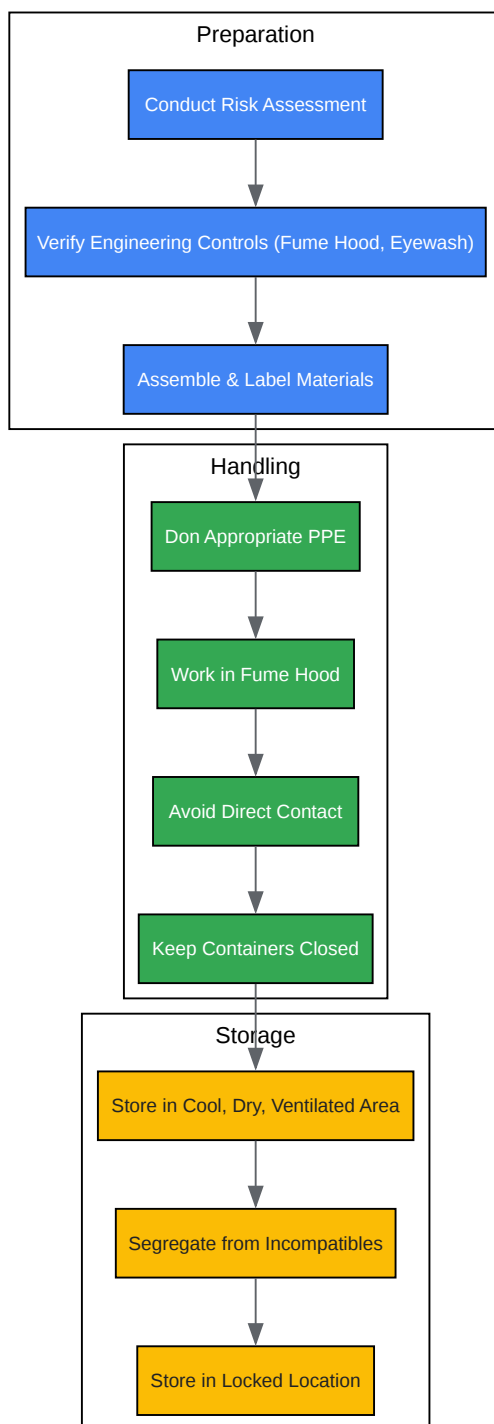 Preparation
Conduct Risk Assessment
Verify Engineering Controls (Fume Hood, Eyewash)
Assemble & Label Materials
Handling
Don Appropriate PPE
Work in Fume Hood
Avoid Direct Contact
Keep Containers Closed
Storage
Store in Cool, Dry, Ventilated Area
Segregate from Incompatibles
Store in Locked Location